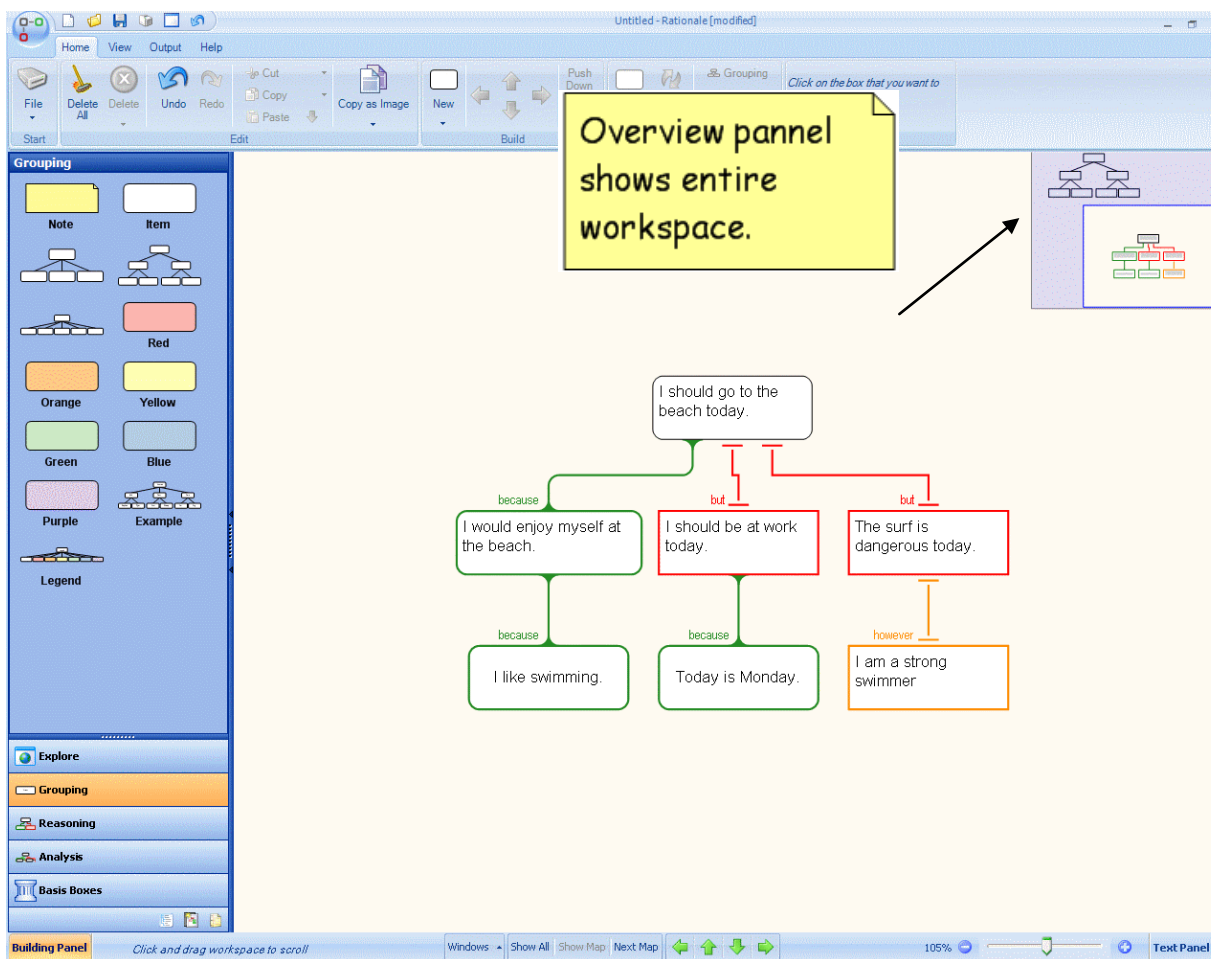 Untitled - Rationale [modified]
Home View Output Help
File
Start
Delete All
Delete
Undo
Redo
Cut
Copy
Paste
Edit
Copy as Image
New
Build
Push Down
Grouping
Click on the box that you want to
Overview pannel
shows entire
workspace.
Grouping
Note Item
Red
Orange Yellow
Green Blue
Purple Example
Legend
I should go to the
beach today.
because
but
but
I would enjoy myself at
the beach.
I should be at work
today.
The surf is
dangerous today.
because
because
however
I like swimming.
Today is Monday.
I am a strong
swimmer
Explore
Grouping
Reasoning
Analysis
Basis Boxes
Building Panel Click and drag workspace to scroll Windows Show All Show Map Next Map 105% Text Panel